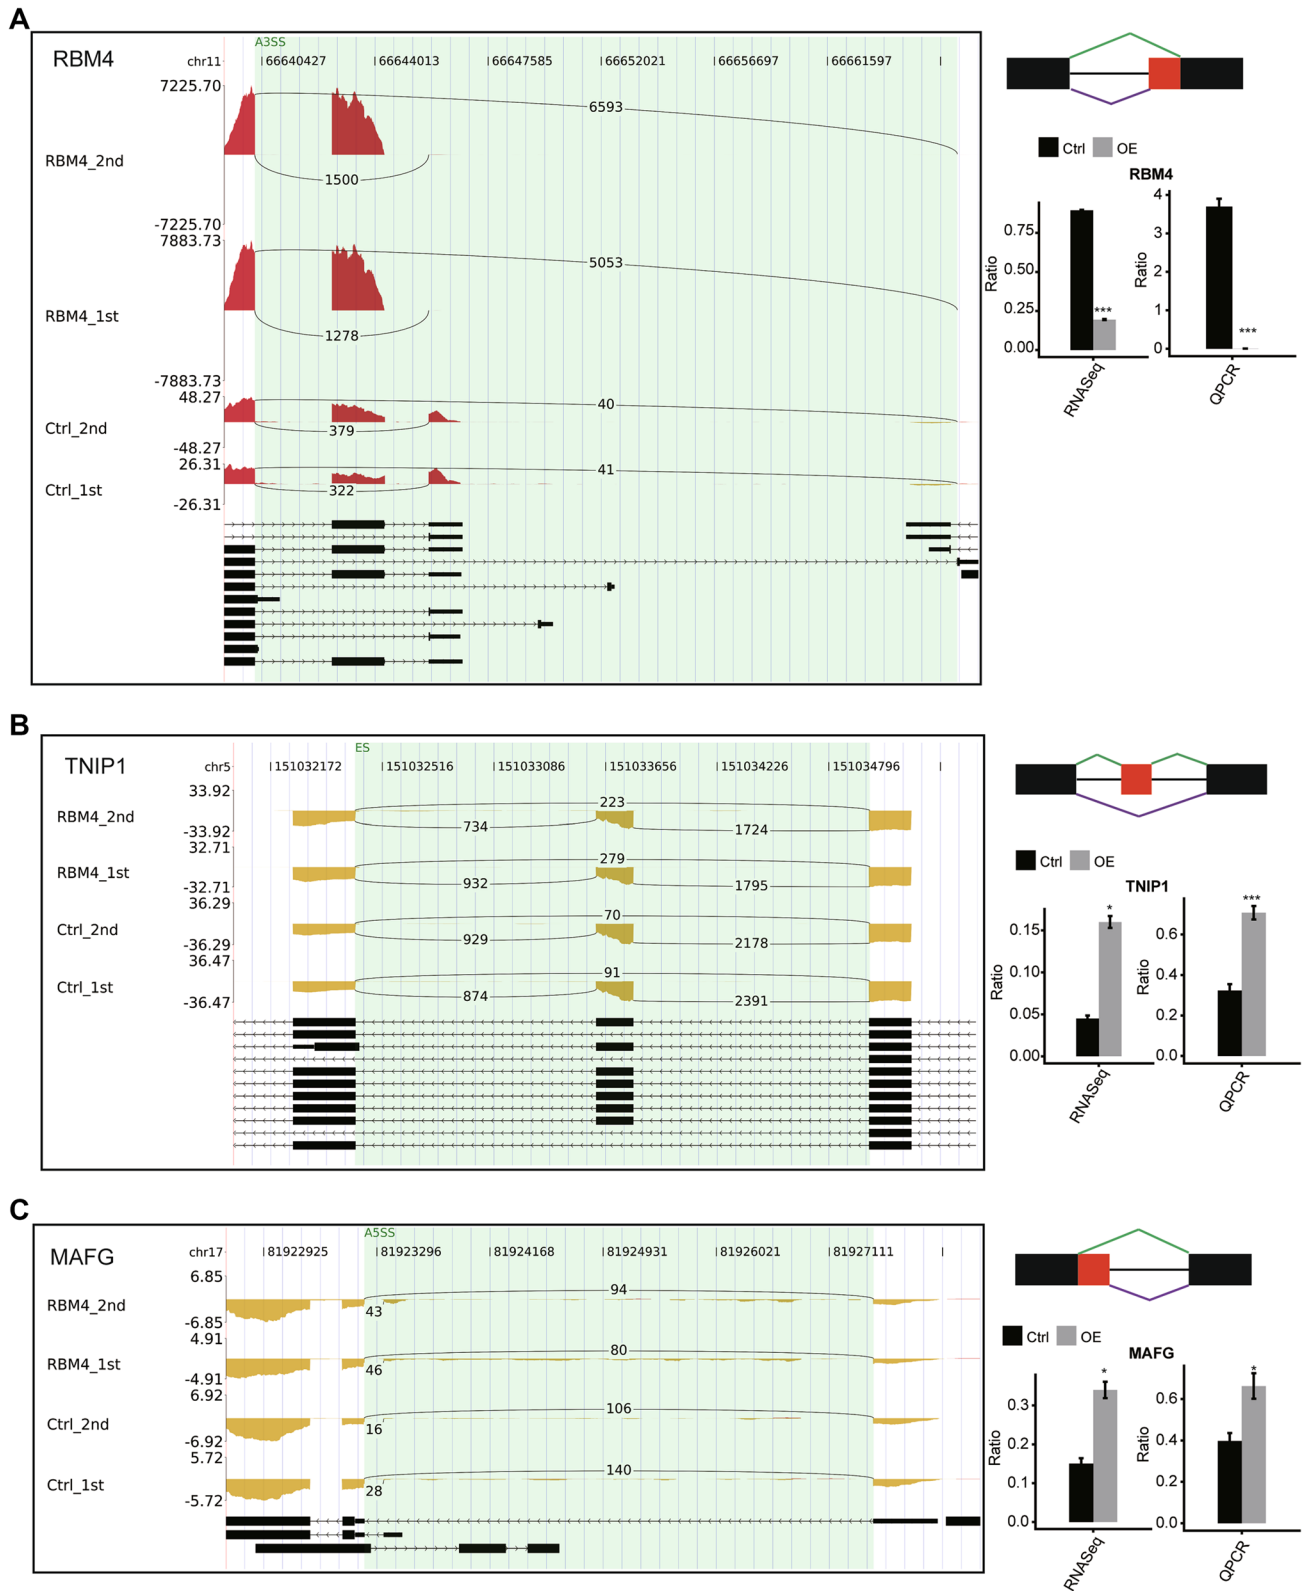 A
A3SS
RBM4
chr11 66640427 66644013 66647585 66652021 66656697 66661597
7225.70
6593
RBM4_2nd
1500
-7225.70
7883.73
5053
RBM4_1st
1278
-7883.73
48.27
40
Ctrl_2nd
379
-48.27
26.31
41
Ctrl_1st
322
-26.31
Ctrl OE
RBM4
Ratio
0.75
0.50
0.25
0.00
***
RNASeq
Ratio
4
3
2
1
0
***
QPCR
B
ES
TNIP1
chr5 151032172 151032516 151033086 151033656 151034226 151034796
33.92
223
RBM4_2nd
734 1724
-33.92
32.71
279
RBM4_1st
932 1795
-32.71
36.29
70
Ctrl_2nd
929 2178
-36.29
36.47
91
Ctrl_1st
874 2391
-36.47
Ctrl OE
TNIP1
Ratio
0.15
0.10
0.05
0.00
*
RNASeq
Ratio
0.6
0.4
0.2
0.0
***
QPCR
C
A5SS
MAFG
chr17 81922925 81923296 81924168 81924931 81926021 81927111
6.85
94
RBM4_2nd
43
-6.85
4.91
80
RBM4_1st
46
-4.91
6.92
106
Ctrl_2nd
16
-6.92
5.72
140
Ctrl_1st
28
-5.72
Ctrl OE
MAFG
Ratio
0.3
0.2
0.1
0.0
*
RNASeq
Ratio
0.6
0.4
0.2
0.0
*
QPCR